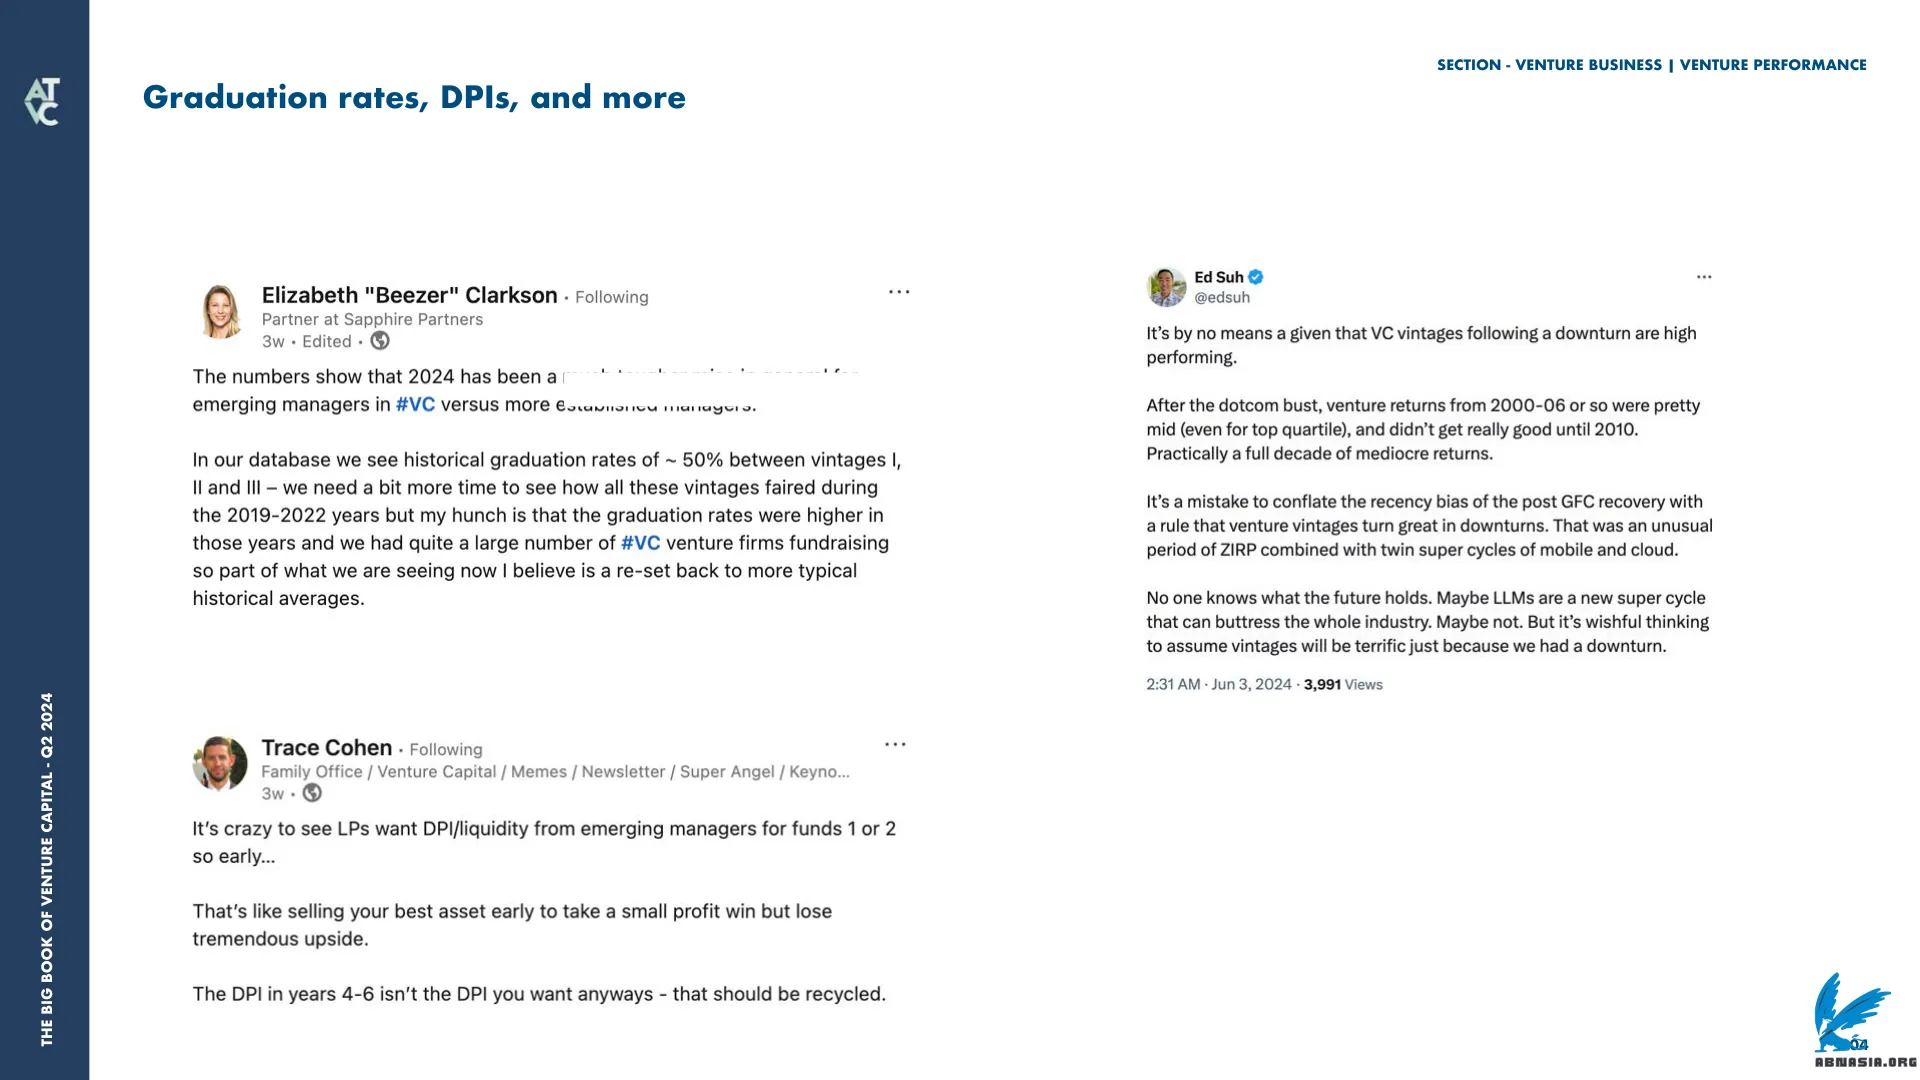 SECTION - VENTURE BUSINESS | VENTURE PERFORMANCE
AT
VC
Graduation rates, DPIs, and more
Elizabeth "Beezer" Clarkson • Following
Partner at Sapphire Partners
3w • Edited •
The numbers show that 2024 has been a
emerging managers in #VC versus more established managers.
In our database we see historical graduation rates of ~ 50% between vintages I,
II and III – we need a bit more time to see how all these vintages faired during
the 2019-2022 years but my hunch is that the graduation rates were higher in
those years and we had quite a large number of #VC venture firms fundraising
so part of what we are seeing now I believe is a re-set back to more typical
historical averages.
Trace Cohen • Following
Family Office / Venture Capital / Memes / Newsletter / Super Angel / Keyno...
3w •
It's crazy to see LPs want DPI/liquidity from emerging managers for funds 1 or 2
so early...
That's like selling your best asset early to take a small profit win but lose
tremendous upside.
The DPI in years 4-6 isn't the DPI you want anyways - that should be recycled.
Ed Suh
@edsuh
It's by no means a given that VC vintages following a downturn are high
performing.
After the dotcom bust, venture returns from 2000-06 or so were pretty
mid (even for top quartile), and didn't get really good until 2010.
Practically a full decade of mediocre returns.
It's a mistake to conflate the recency bias of the post GFC recovery with
a rule that venture vintages turn great in downturns. That was an unusual
period of ZIRP combined with twin super cycles of mobile and cloud.
No one knows what the future holds. Maybe LLMs are a new super cycle
that can buttress the whole industry. Maybe not. But it's wishful thinking
to assume vintages will be terrific just because we had a downturn.
2:31 AM · Jun 3, 2024 · 3,991 Views
THE BIG BOOK OF VENTURE CAPITAL - Q2 2024
04
ABNASIA.ORG